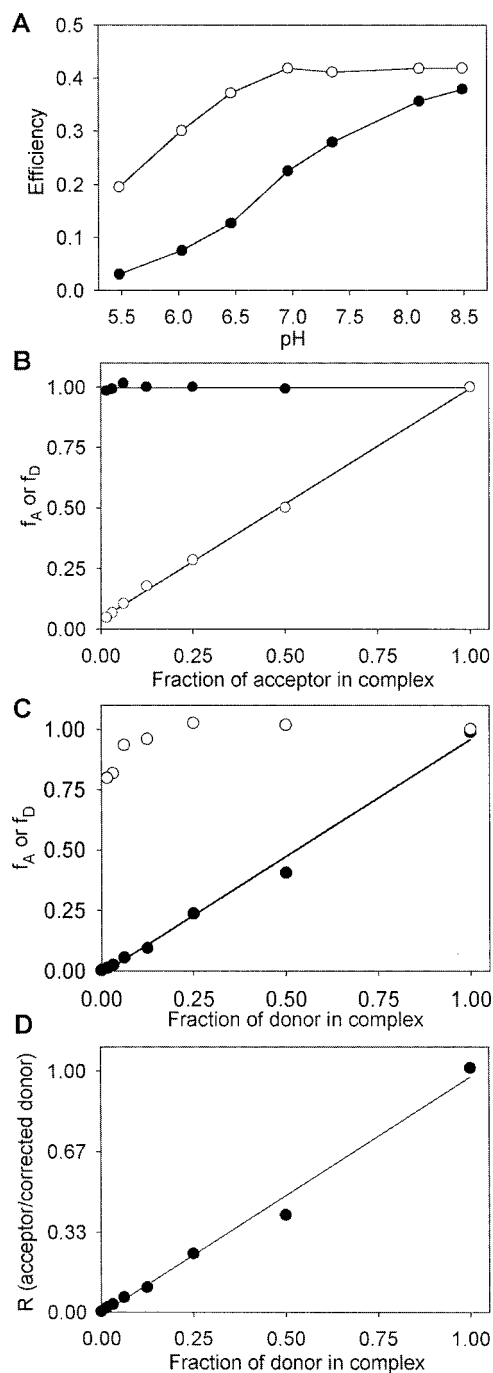 A
0.5
0.4
0.3
0.2
0.1
0.0
Efficiency
5.5 6.0 6.5 7.0 7.5 8.0 8.5
pH
B
1.00
0.75
0.50
0.25
0.00
fA or fD
0.00 0.25 0.50 0.75 1.00
Fraction of acceptor in complex
C
1.00
0.75
0.50
0.25
0.00
fA or fD
0.00 0.25 0.50 0.75 1.00
Fraction of donor in complex
D
1.00
0.67
0.33
0.00
R (acceptor/corrected donor)
0.00 0.25 0.50 0.75 1.00
Fraction of donor in complex